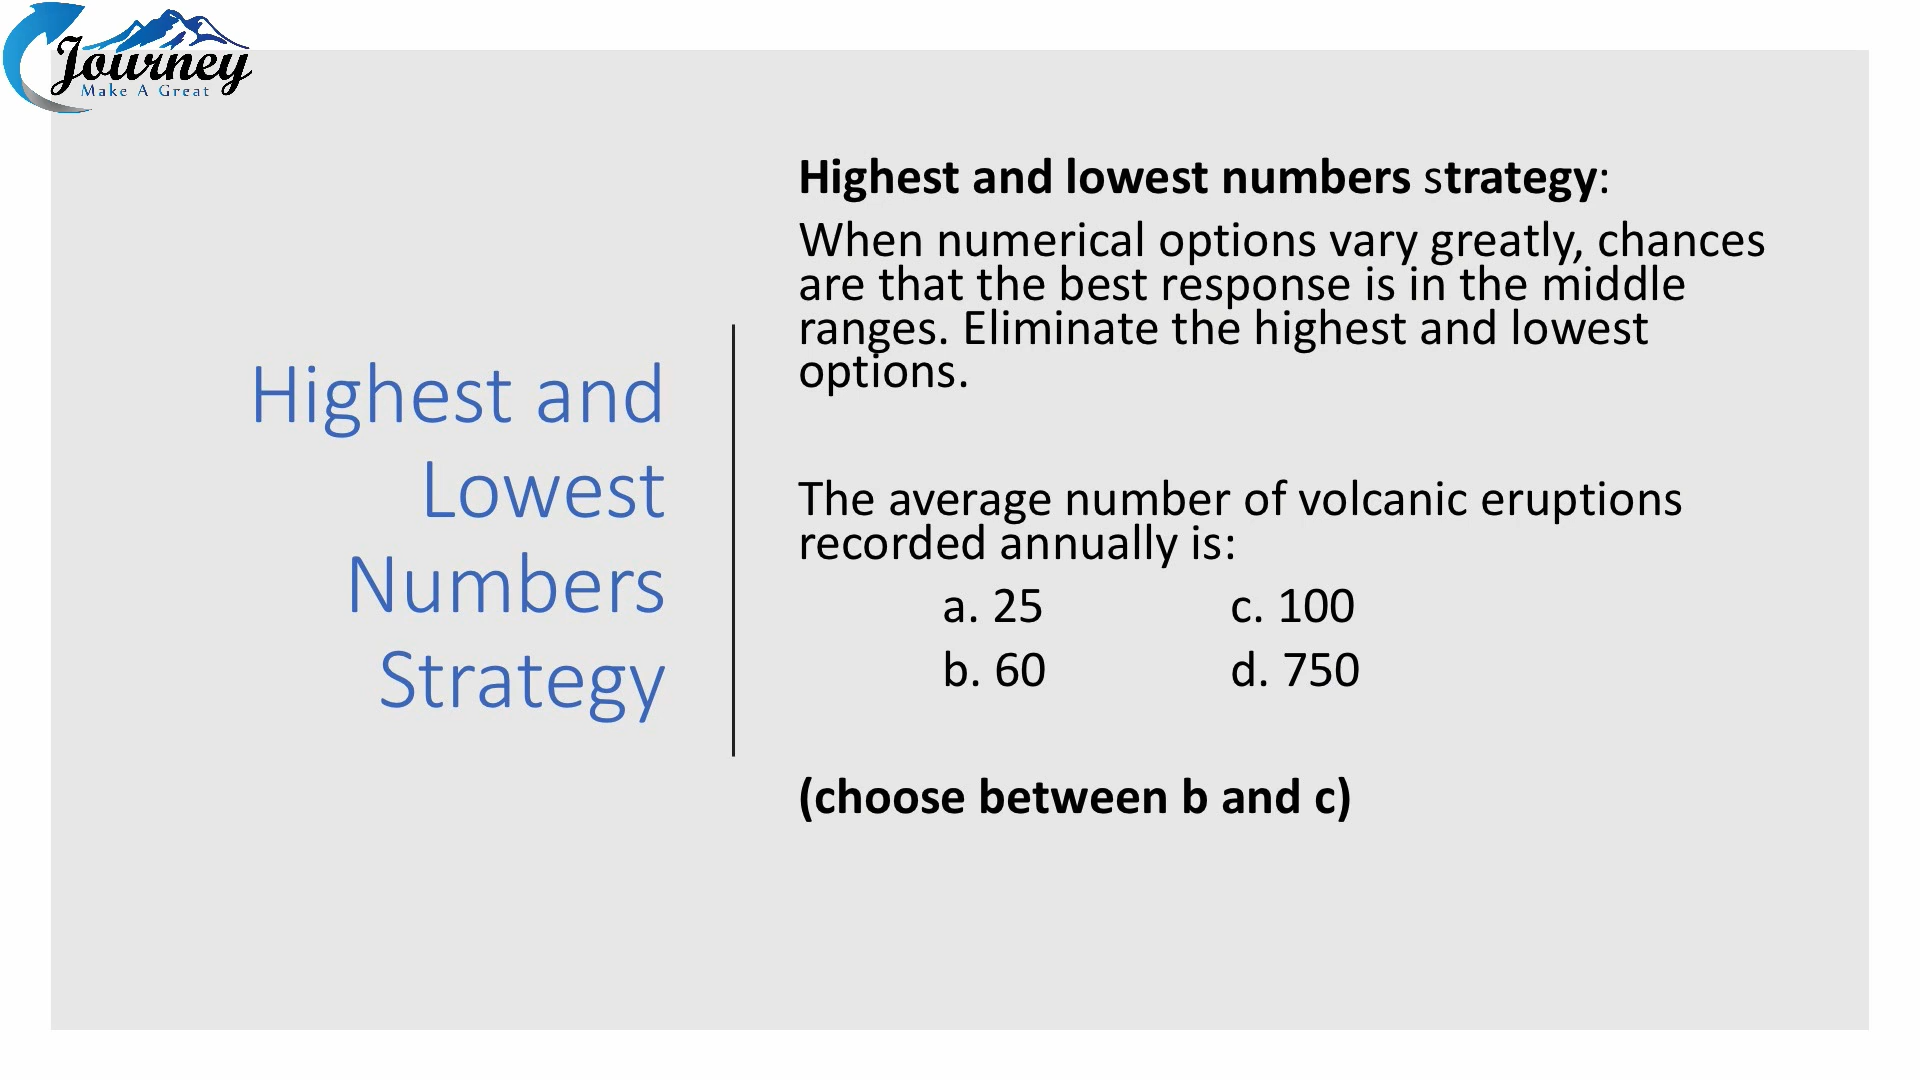 Journey
Make A Great
Highest and
Lowest
Numbers
Strategy
Highest and lowest numbers strategy:
When numerical options vary greatly, chances
are that the best response is in the middle
ranges. Eliminate the highest and lowest
options.
The average number of volcanic eruptions
recorded annually is:
a. 25 c. 100
b. 60 d. 750
(choose between b and c)